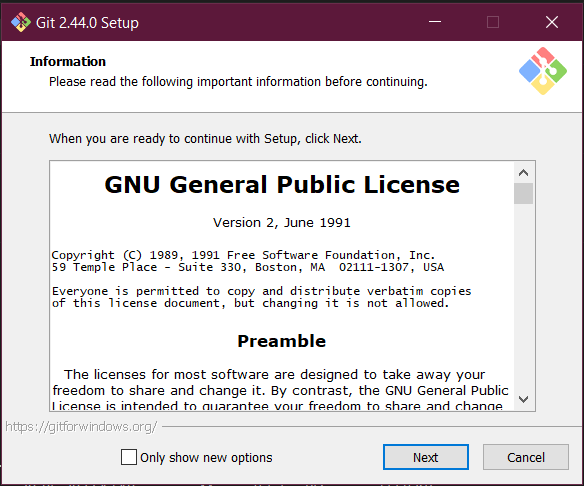 Git 2.44.0 Setup
Information
Please read the following important information before continuing.
When you are ready to continue with Setup, click Next.
GNU General Public License
Version 2, June 1991
Copyright (C) 1989, 1991 Free Software Foundation, Inc.
59 Temple Place - Suite 330, Boston, MA  02111-1307, USA
Everyone is permitted to copy and distribute verbatim copies
of this license document, but changing it is not allowed.
Preamble
The licenses for most software are designed to take away your
freedom to share and change it. By contrast, the GNU General Public
License is intended to guarantee your freedom to share and change
https://gitforwindows.org/
Only show new options
Next
Cancel